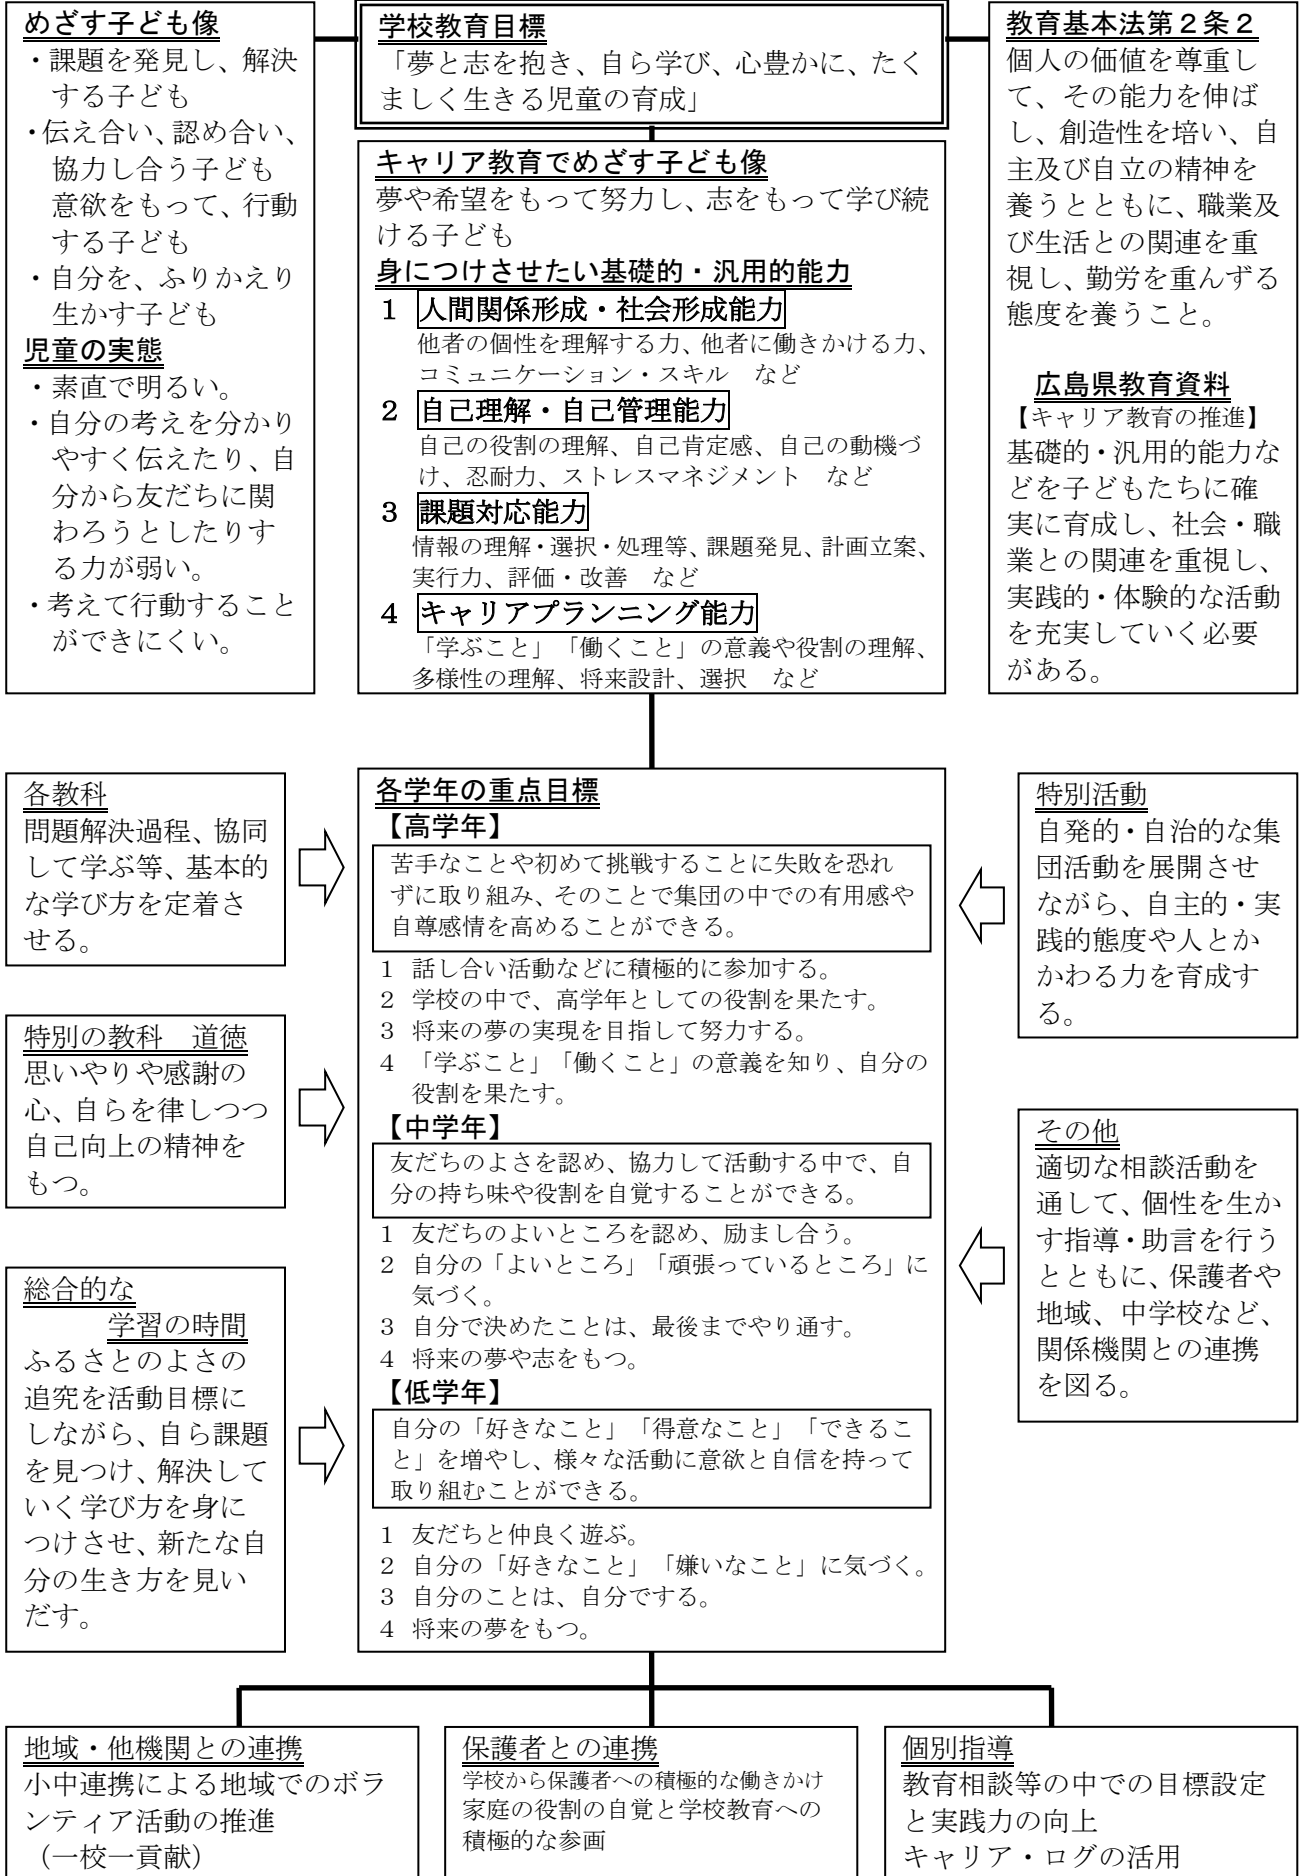 めざす子ども像
・課題を発見し、解決
する子ども
・伝え合い、認め合い、
協力し合う子ども
意欲をもって、行動
する子ども
・自分を、ふりかえり
生かす子ども
児童の実態
・素直で明るい。
・自分の考えを分かり
やすく伝えたり、自
分から友だちに関
わろうとしたりす
る力が弱い。
・考えて行動すること
ができにくい。
学校教育目標
「夢と志を抱き、自ら学び、心豊かに、たく
ましく生きる児童の育成」
キャリア教育でめざす子ども像
夢や希望をもって努力し、志をもって学び続
ける子ども
身につけさせたい基礎的・汎用的能力
1 人間関係形成・社会形成能力
他者の個性を理解する力、他者に働きかける力、
コミュニケーション・スキル　など
2 自己理解・自己管理能力
自己の役割の理解、自己肯定感、自己の動機づ
け、忍耐力、ストレスマネジメント　など
3 課題対応能力
情報の理解・選択・処理等、課題発見、計画立案、
実行力、評価・改善　など
4 キャリアプランニング能力
「学ぶこと」「働くこと」の意義や役割の理解、
多様性の理解、将来設計、選択　など
教育基本法第２条２
個人の価値を尊重し
て、その能力を伸ば
し、創造性を培い、自
主及び自立の精神を
養うとともに、職業及
び生活との関連を重
視し、勤労を重んずる
態度を養うこと。
広島県教育資料
【キャリア教育の推進】
基礎的・汎用的能力な
どを子どもたちに確
実に育成し、社会・職
業との関連を重視し、
実践的・体験的な活動
を充実していく必要
がある。
各教科
問題解決過程、協同
して学ぶ等、基本的
な学び方を定着さ
せる。
特別の教科　道徳
思いやりや感謝の
心、自らを律しつつ
自己向上の精神を
もつ。
総合的な
学習の時間
ふるさとのよさの
追究を活動目標に
しながら、自ら課題
を見つけ、解決して
いく学び方を身に
つけさせ、新たな自
分の生き方を見い
だす。
各学年の重点目標
【高学年】
苦手なことや初めて挑戦することに失敗を恐れ
ずに取り組み、そのことで集団の中での有用感や
自尊感情を高めることができる。
1 話し合い活動などに積極的に参加する。
2 学校の中で、高学年としての役割を果たす。
3 将来の夢の実現を目指して努力する。
4 「学ぶこと」「働くこと」の意義を知り、自分の
役割を果たす。
【中学年】
友だちのよさを認め、協力して活動する中で、自
分の持ち味や役割を自覚することができる。
1 友だちのよいところを認め、励まし合う。
2 自分の「よいところ」「頑張っているところ」に
気づく。
3 自分で決めたことは、最後までやり通す。
4 将来の夢や志をもつ。
【低学年】
自分の「好きなこと」「得意なこと」「できるこ
と」を増やし、様々な活動に意欲と自信を持って
取り組むことができる。
1 友だちと仲良く遊ぶ。
2 自分の「好きなこと」「嫌いなこと」に気づく。
3 自分のことは、自分でする。
4 将来の夢をもつ。
特別活動
自発的・自治的な集
団活動を展開させ
ながら、自主的・実
践的態度や人とか
かわる力を育成す
る。
その他
適切な相談活動を
通して、個性を生か
す指導・助言を行う
とともに、保護者や
地域、中学校など、
関係機関との連携
を図る。
地域・他機関との連携
小中連携による地域でのボラ
ンティア活動の推進
（一校一貢献）
保護者との連携
学校から保護者への積極的な働きかけ
家庭の役割の自覚と学校教育への
積極的な参画
個別指導
教育相談等の中での目標設定
と実践力の向上
キャリア・ログの活用